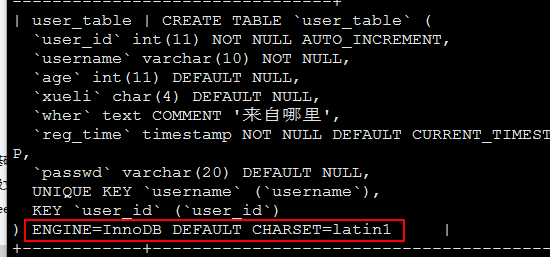 -----------------------------------+
| user_table | CREATE TABLE `user_table` (
`user_id` int(11) NOT NULL AUTO_INCREMENT,
`username` varchar(10) NOT NULL,
`age` int(11) DEFAULT NULL,
`xueli` char(4) DEFAULT NULL,
`wher` text COMMENT '来自哪里',
`reg_time` timestamp NOT NULL DEFAULT CURRENT_TIMEST
P,
`passwd` varchar(20) DEFAULT NULL,
UNIQUE KEY `username` (`username`),
KEY `user_id` (`user_id`)
) ENGINE=InnoDB DEFAULT CHARSET=latin1 |
+------------+-----------------------------------